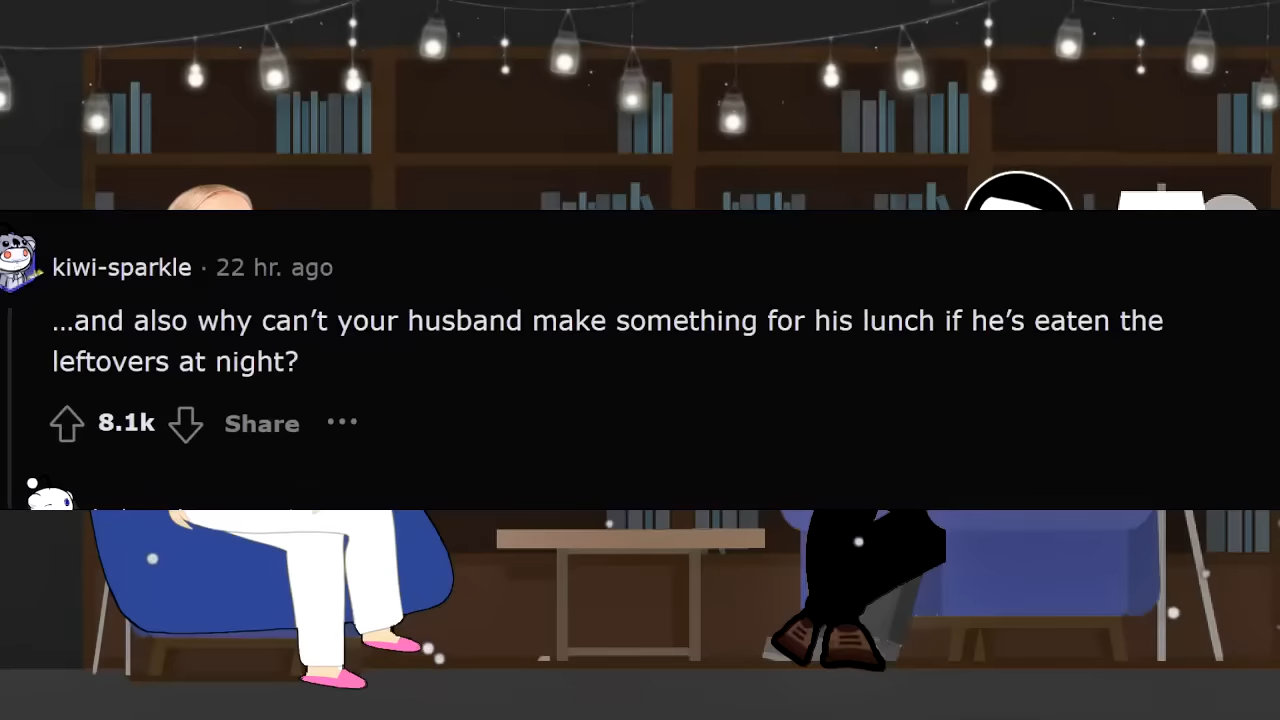 kiwi-sparkle · 22 hr. ago
…and also why can’t your husband make something for his lunch if he’s eaten the
leftovers at night?
8.1k Share ···